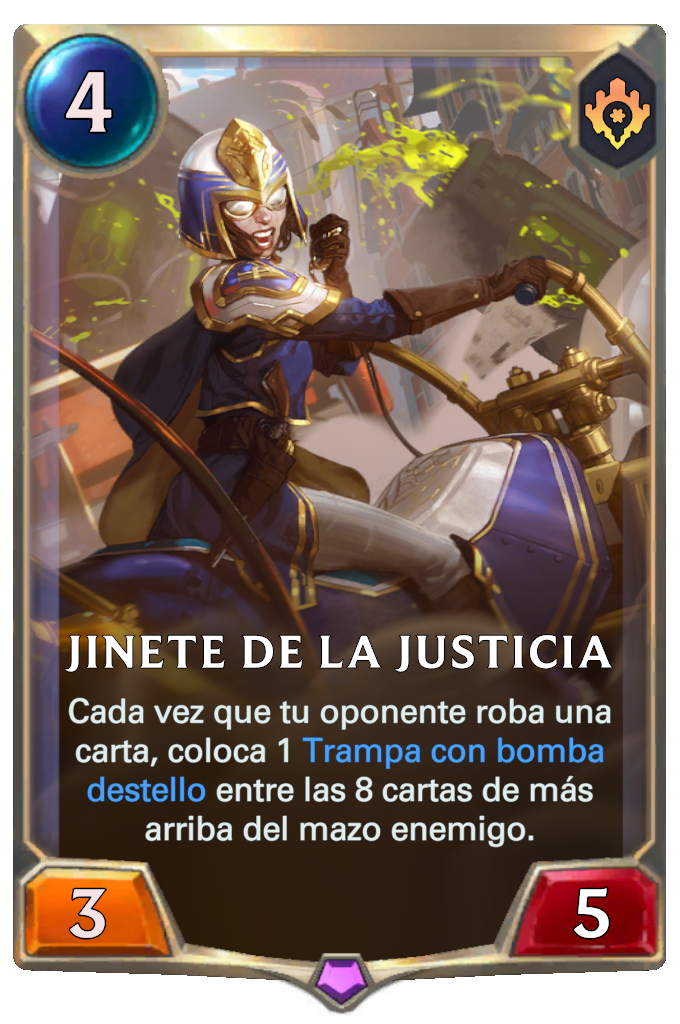 4
JINETE DE LA JUSTICIA
Cada vez que tu oponente roba una
carta, coloca 1 Trampa con bomba
destello entre las 8 cartas de más
arriba del mazo enemigo.
3
5